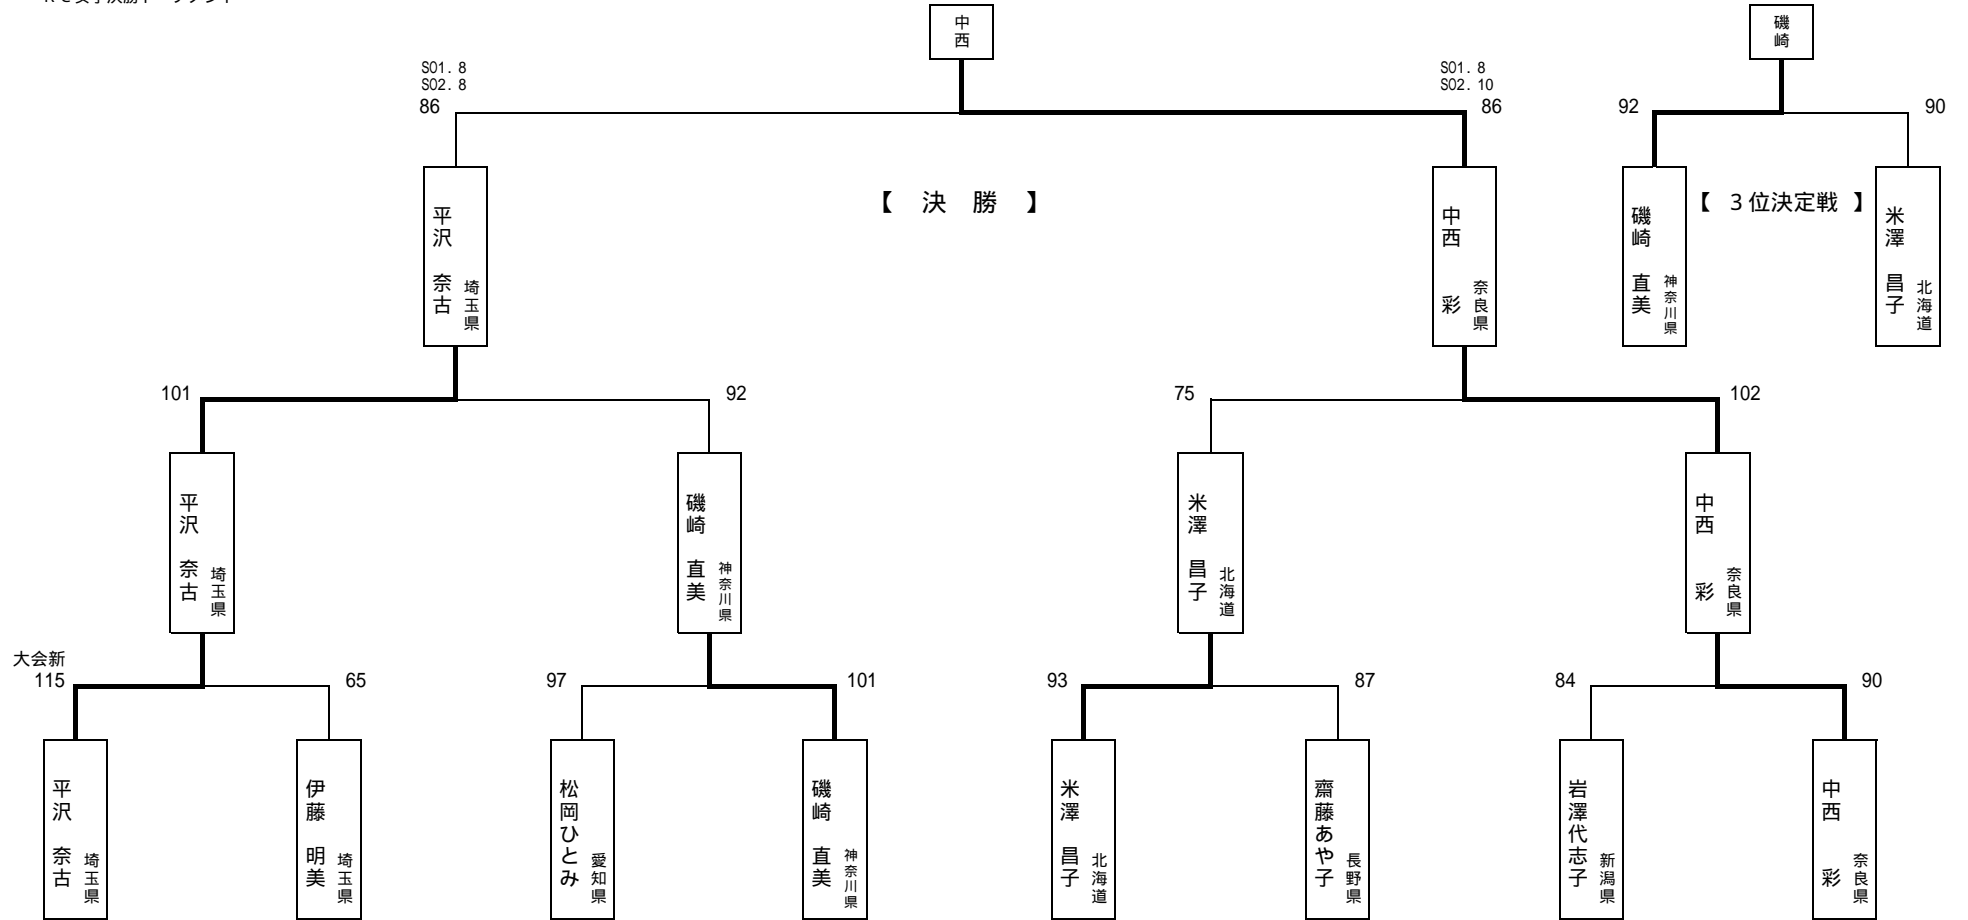 中西
磯崎
SO1. 8
SO2. 8
86
SO1. 8
SO2. 10
86
92
90
【 決 勝 】
【 3位決定戦 】
平沢 奈古 埼玉県
中西 彩 奈良県
磯崎 直美 神奈川県
米澤 昌子 北海道
101
92
75
102
平沢 奈古 埼玉県
磯崎 直美 神奈川県
米澤 昌子 北海道
中西 彩 奈良県
大会新
115
65
97
101
93
87
84
90
平沢 奈古 埼玉県
伊藤 明美 埼玉県
松岡ひとみ 愛知県
磯崎 直美 神奈川県
米澤 昌子 北海道
齋藤あや子 長野県
岩澤代志子 新潟県
中西 彩 奈良県